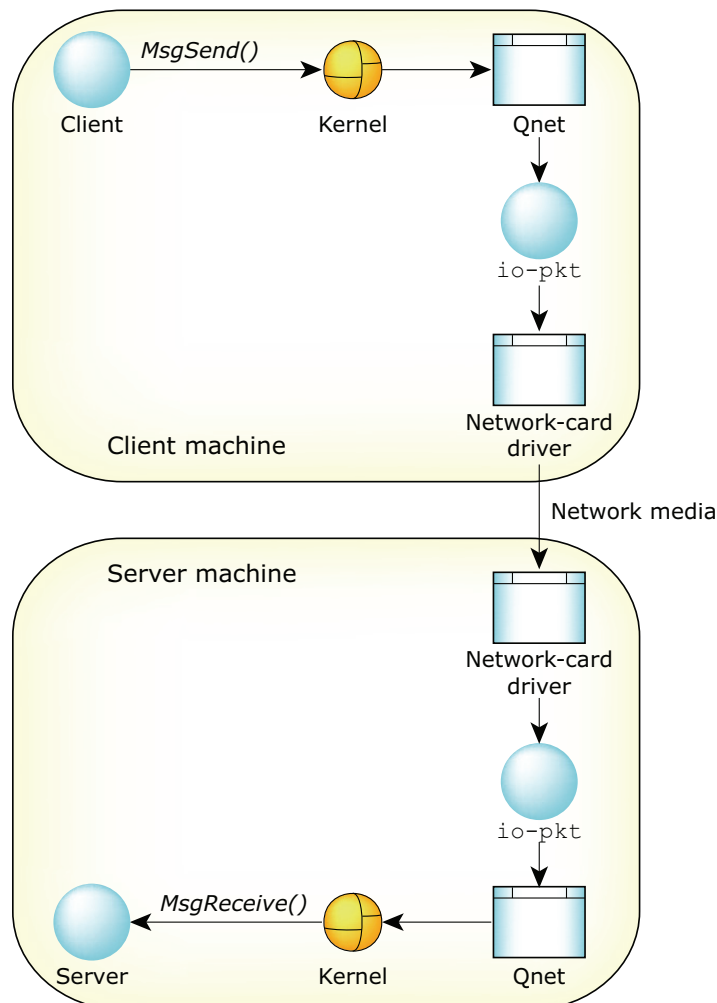 MsgSend()
Client
Kernel
Qnet
io-pkt
Network-card
driver
Client machine
Network media
Server machine
Network-card
driver
io-pkt
MsgReceive()
Server
Kernel
Qnet